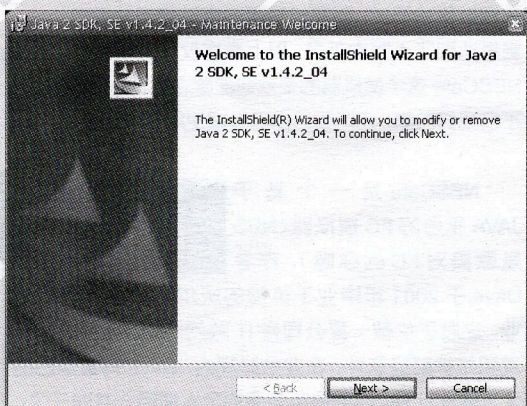 Java 2 SDK, SE v1.4.2_04 - Maintenance Welcome
Welcome to the InstallShield Wizard for Java
2 SDK, SE v1.4.2_04
The InstallShield(R) Wizard will allow you to modify or remove
Java 2 SDK, SE v1.4.2_04. To continue, click Next.
< Back
Next >
Cancel